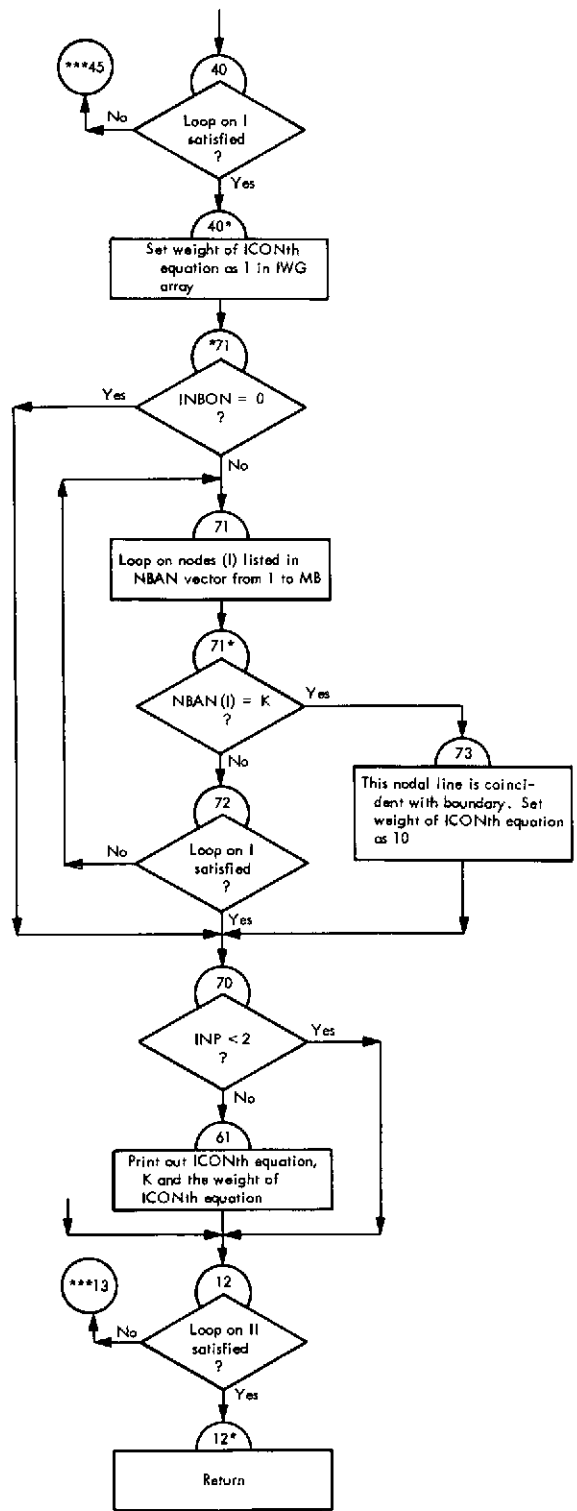 ***45
40
Loop on I
satisfied
?
No
Yes
40*
Set weight of ICONth
equation as 1 in IWG
array
*71
INBON = 0
?
Yes
No
71
Loop on nodes (I) listed in
NBAN vector from 1 to MB
71*
NBAN(I) = K
?
Yes
No
73
This nodal line is coinci-
dent with boundary. Set
weight of ICONth equation
as 10
72
Loop on I
satisfied
?
No
Yes
70
INP < 2
?
Yes
No
61
Print out ICONth equation,
K and the weight of
ICONth equation
***13
12
Loop on II
satisfied
?
No
Yes
12*
Return